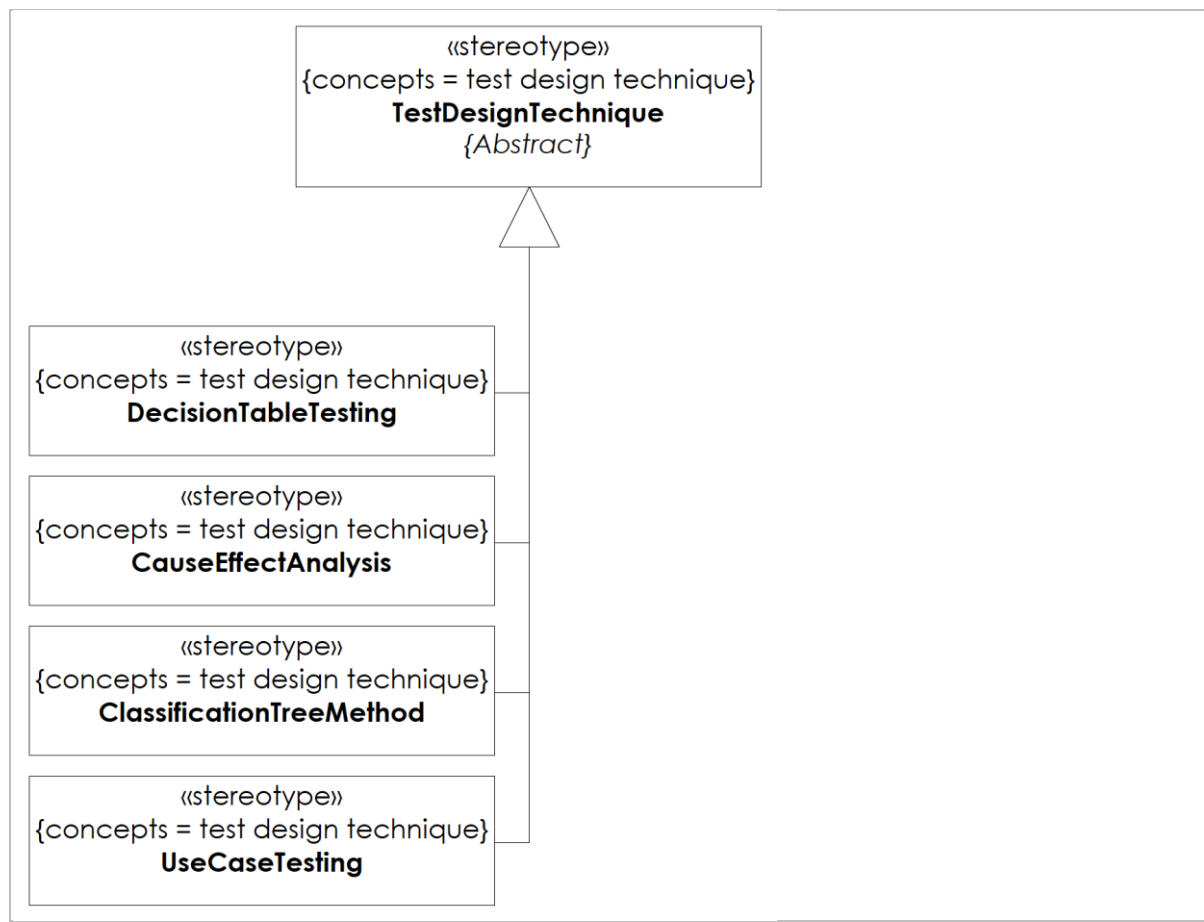 «stereotype»
{concepts = test design technique}
TestDesignTechnique
{Abstract}
«stereotype»
{concepts = test design technique}
DecisionTableTesting
«stereotype»
{concepts = test design technique}
CauseEffectAnalysis
«stereotype»
{concepts = test design technique}
ClassificationTreeMethod
«stereotype»
{concepts = test design technique}
UseCaseTesting